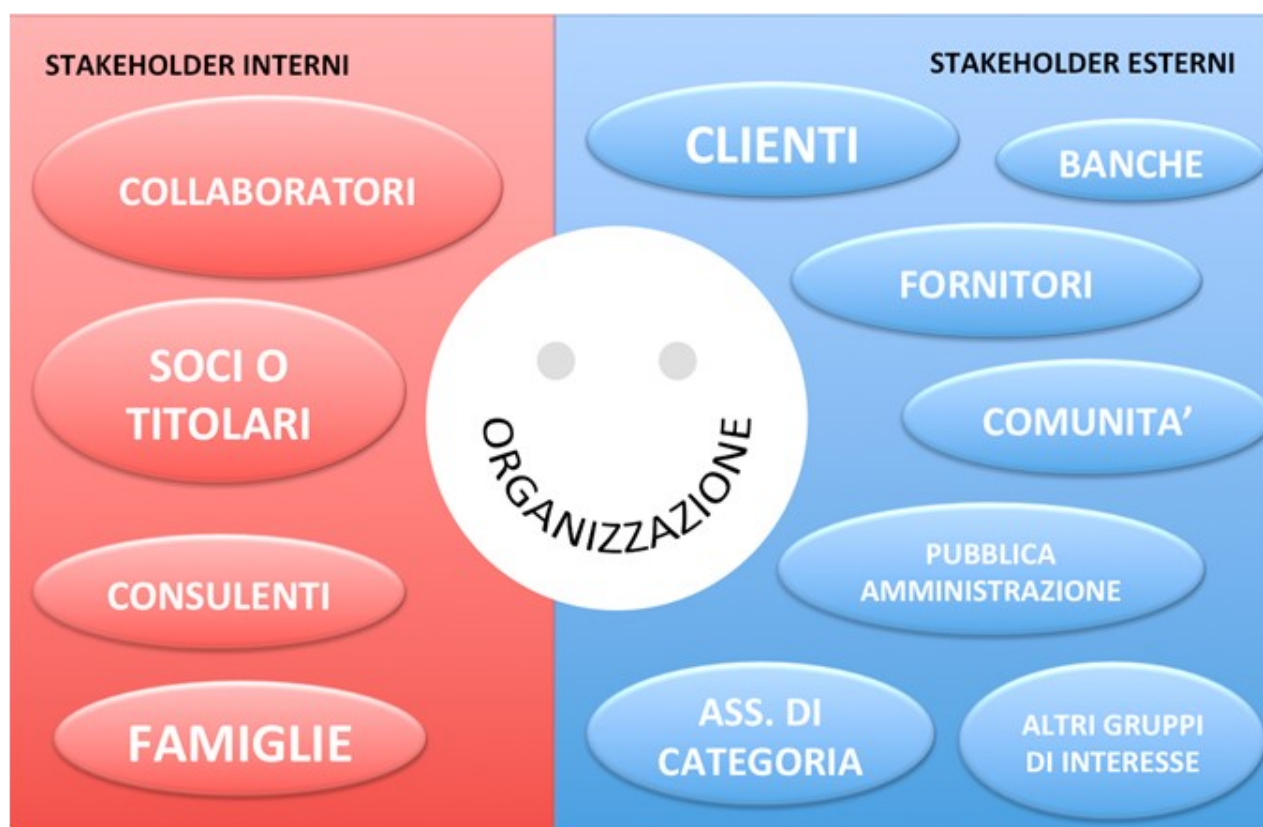 STAKEHOLDER INTERNI
COLLABORATORI
SOCI O
TITOLARI
CONSULENTI
FAMIGLIE
ORGANIZZAZIONE
STAKEHOLDER ESTERNI
CLIENTI
BANCHE
FORNITORI
COMUNITA’
PUBBLICA
AMMINISTRAZIONE
ASS. DI
CATEGORIA
ALTRI GRUPPI
DI INTERESSE